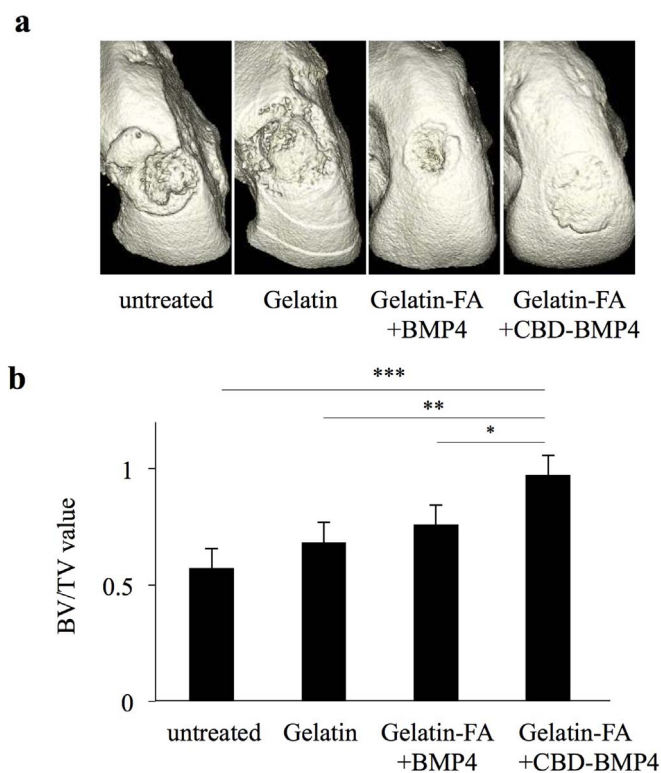 a
untreated
Gelatin
Gelatin-FA
+BMP4
Gelatin-FA
+CBD-BMP4
b
***
**
*
BV/TV value
1
0.5
0
untreated
Gelatin
Gelatin-FA
+BMP4
Gelatin-FA
+CBD-BMP4